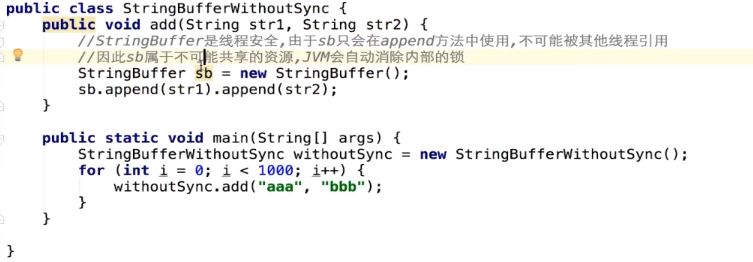 public class StringBufferWithoutSync {
    public void add(String str1, String str2) {
        //StringBuffer是线程安全,由于sb只会在append方法中使用,不可能被其他线程引用
        //因此sb属于不可能共享的资源,JVM会自动消除内部的锁
        StringBuffer sb = new StringBuffer();
        sb.append(str1).append(str2);
    }
    public static void main(String[] args) {
        StringBufferWithoutSync withoutSync = new StringBufferWithoutSync();
        for (int i = 0; i < 1000; i++) {
            withoutSync.add("aaa", "bbb");
        }
    }
}